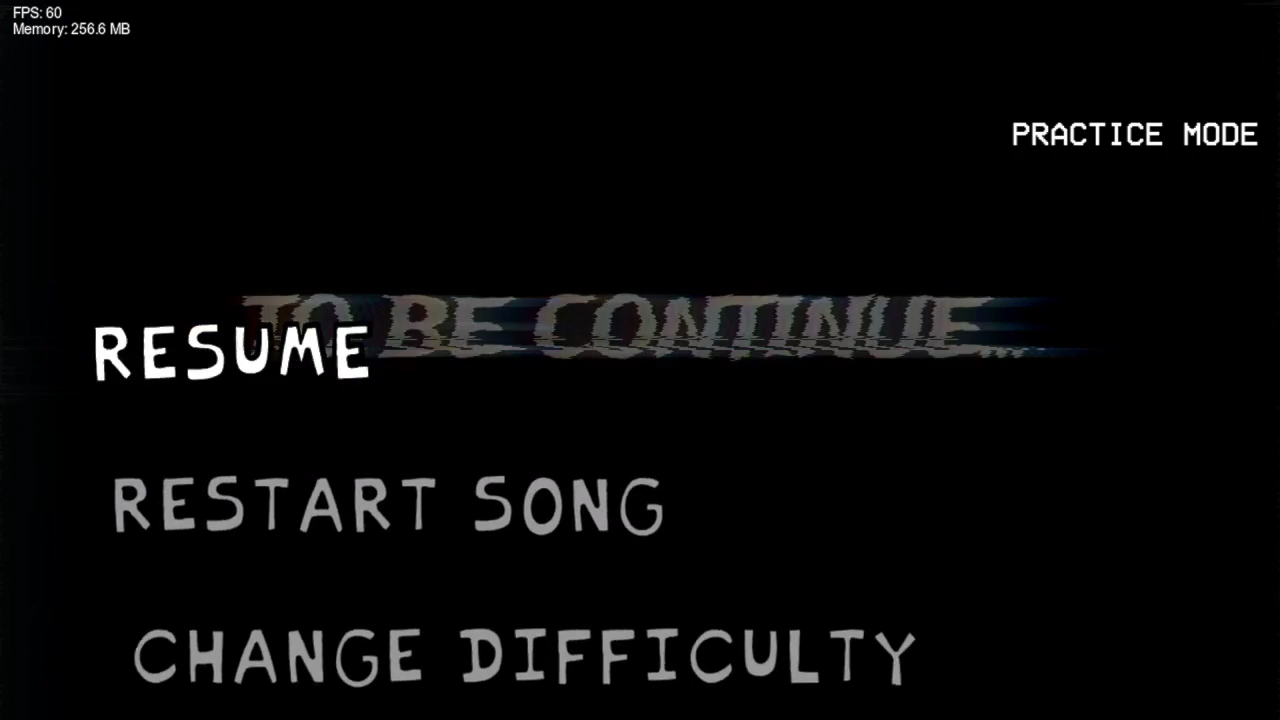 FPS: 60
Memory: 256.6 MB
PRACTICE MODE
TO BE CONTINUE...
RESUME
RESTART SONG
CHANGE DIFFICULTY